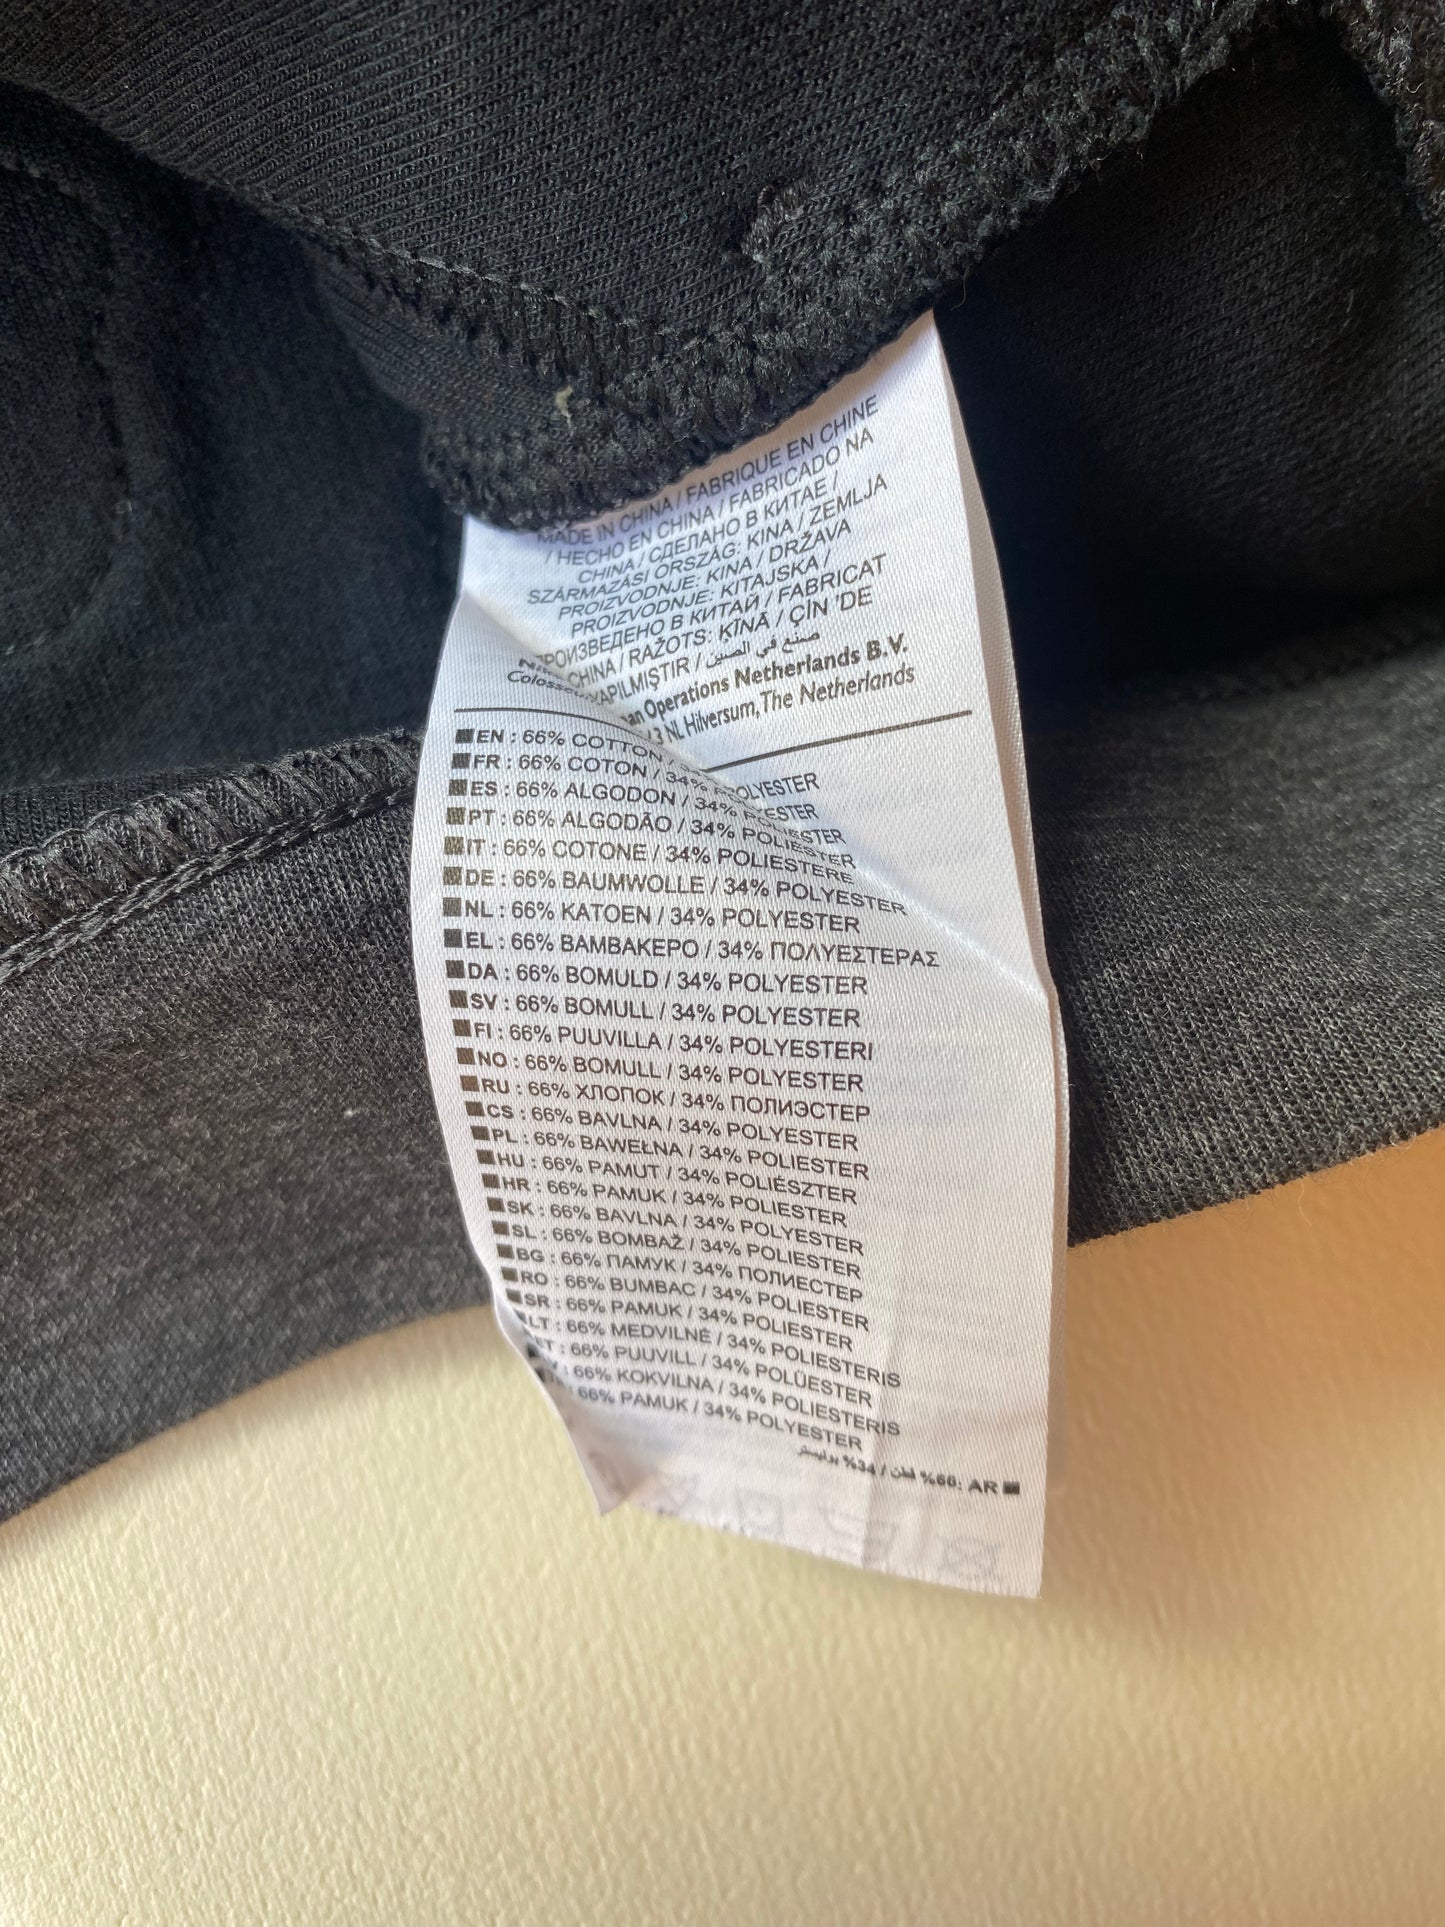 MADE IN CHINA / FABRIQUE EN CHINE
/ HECHO EN CHINA / FABRICADO NA
CHINA / СДЕЛАНО В КИТАЕ /
SZÁRMAZÁSI ORSZÁG: KINA / ZEMLJA
PROIZVODNJE: KINA / DRŽAVA
PROIZVODNJE: KITAJSKA /
ПРОИЗВЕДЕНО В КИТАЙ / FABRICAT
CHINA / RAŽOTS: ĶĪNĀ / ÇİN 'DE
YAPILMIŞTIR / صنع في الصين
Operations Netherlands B.V.
NL Hilversum, The Netherlands
EN : 66% COTTON / POLYESTER
FR : 66% COTON / 34%
ES : 66% ALGODON / 34%
PT : 66% ALGODÃO / 34% POLIÉSTER
IT : 66% COTONE / 34% POLIESTERE
DE : 66% BAUMWOLLE / 34% POLYESTER
NL : 66% KATOEN / 34% POLYESTER
EL : 66% ΒΑΜΒΑΚΕΡΟ / 34% ΠΟΛΥΕΣΤΕΡΑΣ
DA : 66% BOMULD / 34% POLYESTER
SV : 66% BOMULL / 34% POLYESTER
FI : 66% PUUVILLA / 34% POLYESTERI
NO : 66% BOMULL / 34% POLYESTER
RU : 66% ХЛОПОК / 34% ПОЛИЭСТЕР
CS : 66% BAVLNA / 34% POLYESTER
PL : 66% BAWEŁNA / 34% POLIESTER
HU : 66% PAMUT / 34% POLIÉSZTER
HR : 66% PAMUK / 34% POLIESTER
SK : 66% BAVLNA / 34% POLYESTER
SL : 66% BOMBAŽ / 34% POLIESTER
BG : 66% ПАМУК / 34% ПОЛИЕСТЕР
RO : 66% BUMBAC / 34% POLIESTER
SR : 66% PAMUK / 34% POLIESTER
LT : 66% MEDVILNĖ / 34% POLIESTERIS
: 66% PUUVILL / 34% POLÜESTER
: 66% KOKVILNA / 34% POLIESTERIS
66% PAMUK / 34% POLYESTER
AR :66% قطن / 34% بوليستر